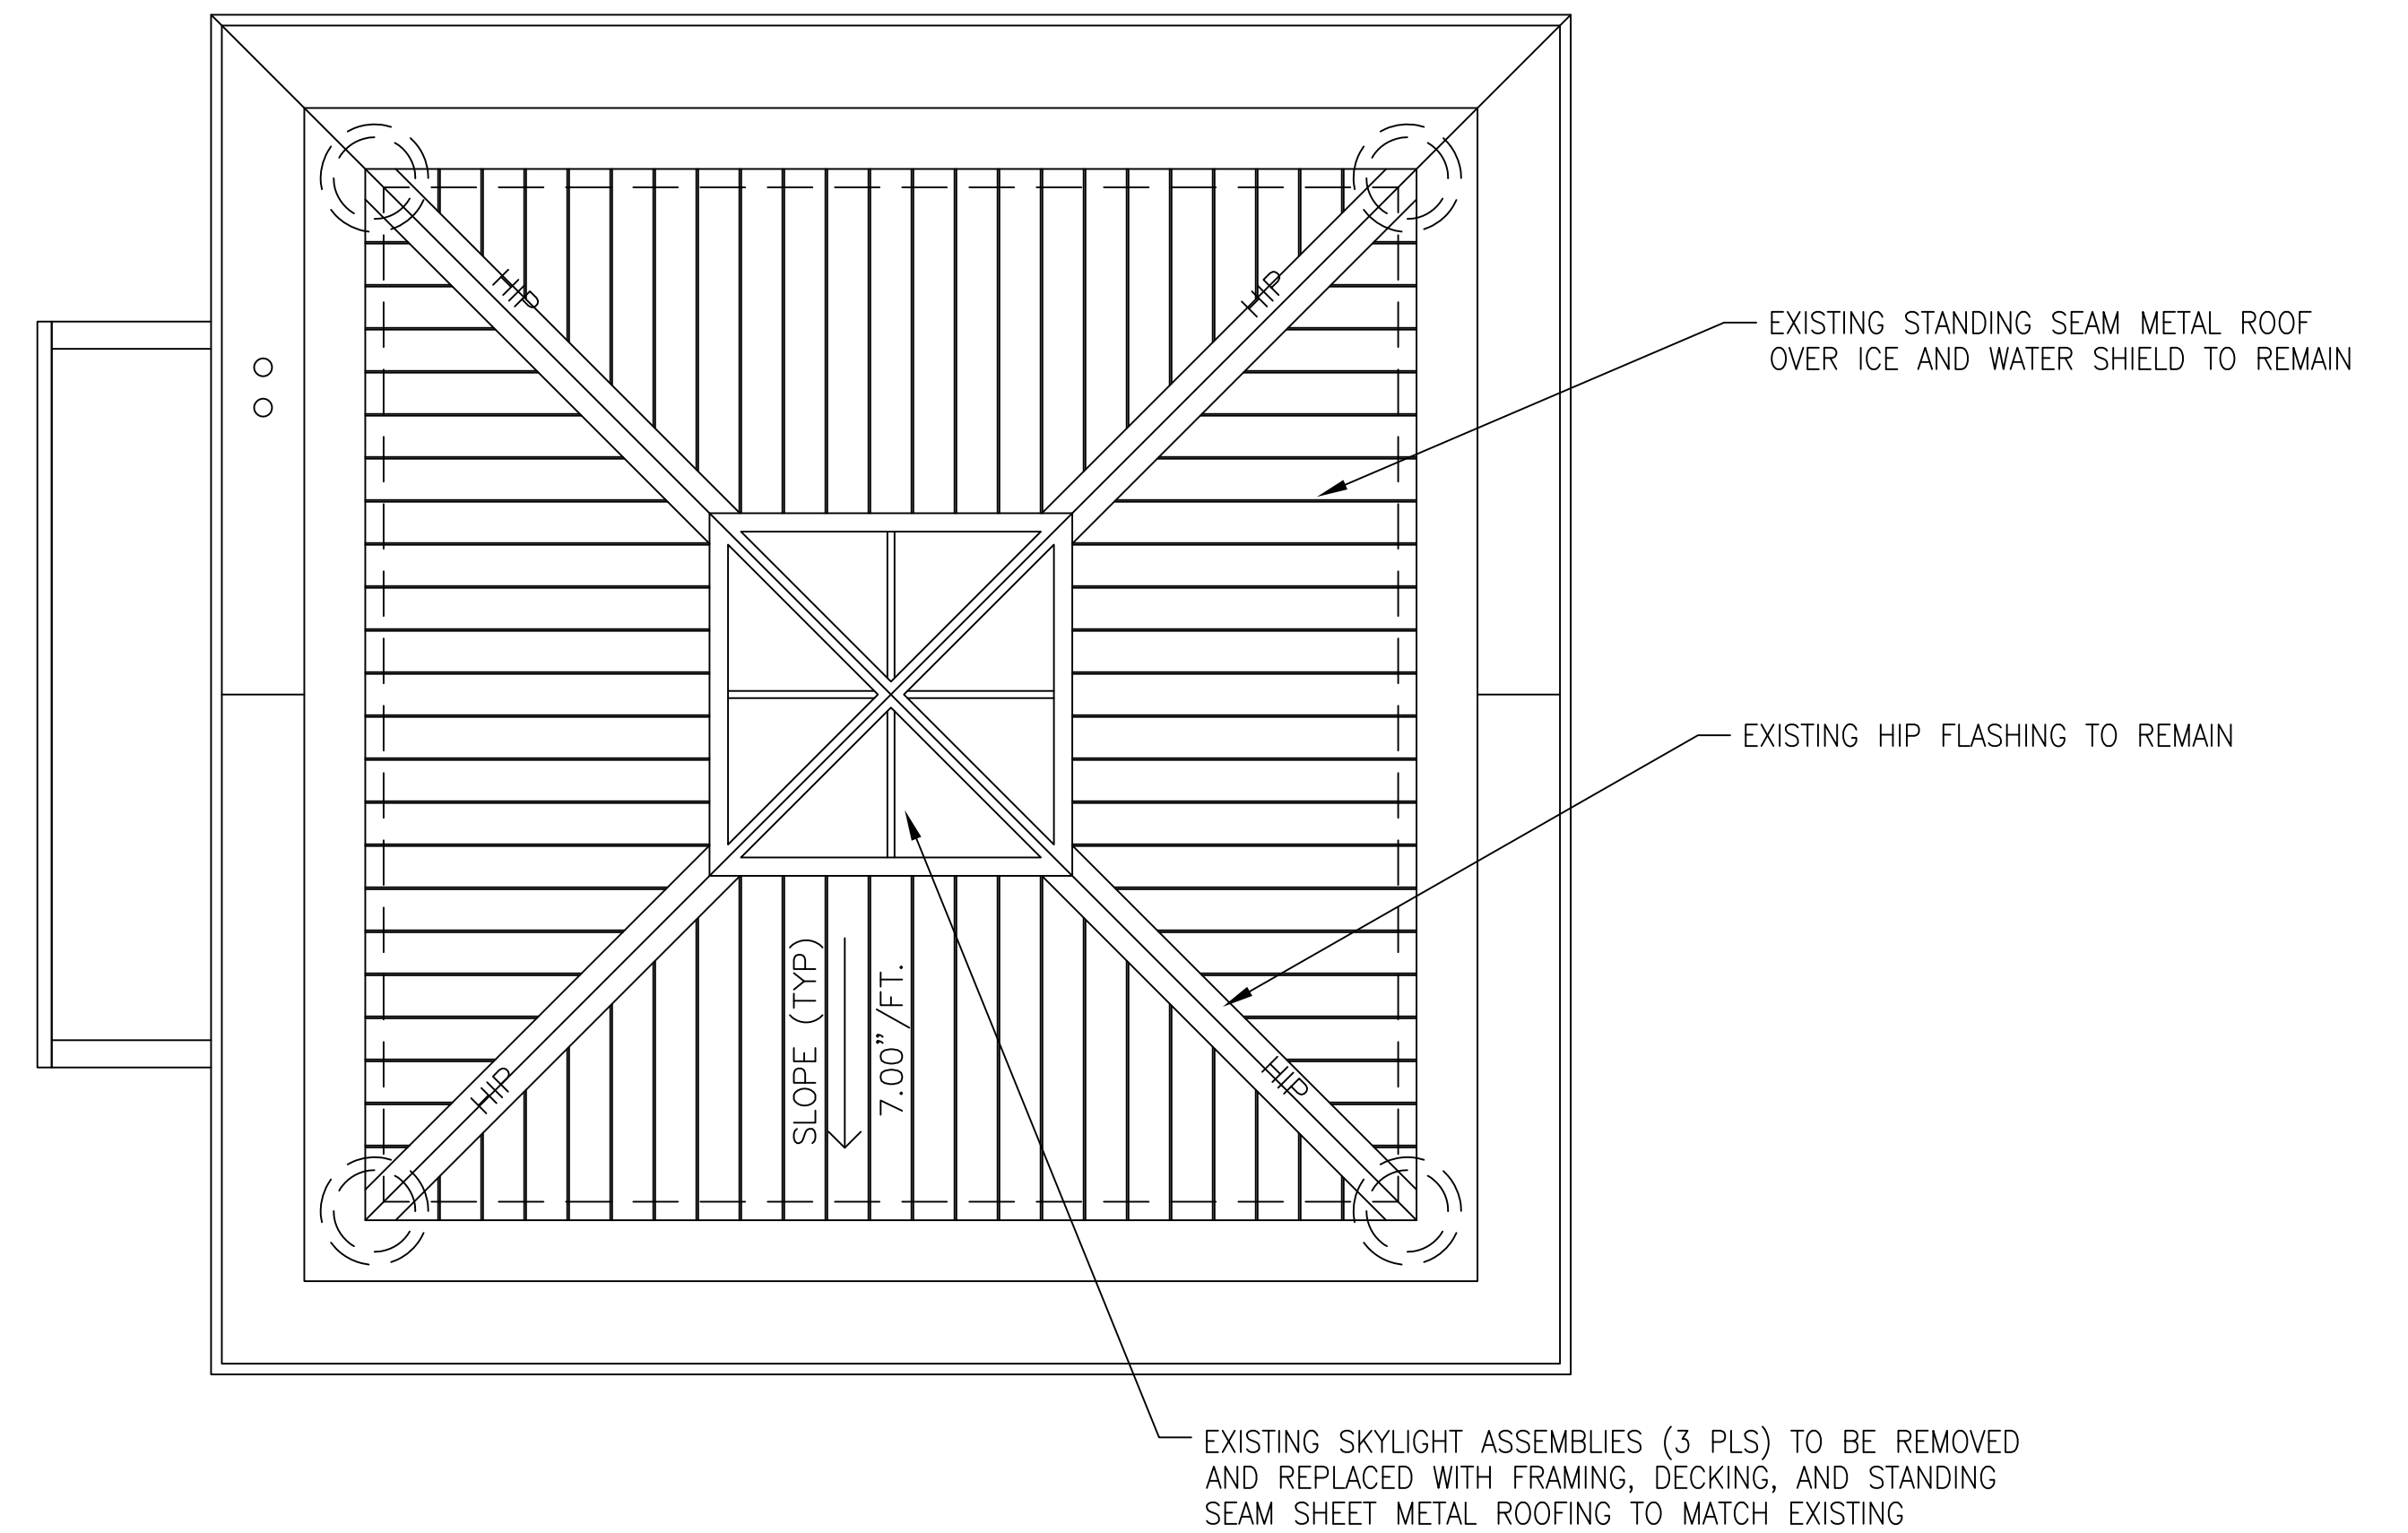 HIP
HIP
EXISTING STANDING SEAM METAL ROOF
OVER ICE AND WATER SHIELD TO REMAIN
EXISTING HIP FLASHING TO REMAIN
SLOPE (TYP)
7.00"/FT.
HIP
HIP
EXISTING SKYLIGHT ASSEMBLIES (3 PLS) TO BE REMOVED
AND REPLACED WITH FRAMING, DECKING, AND STANDING
SEAM SHEET METAL ROOFING TO MATCH EXISTING